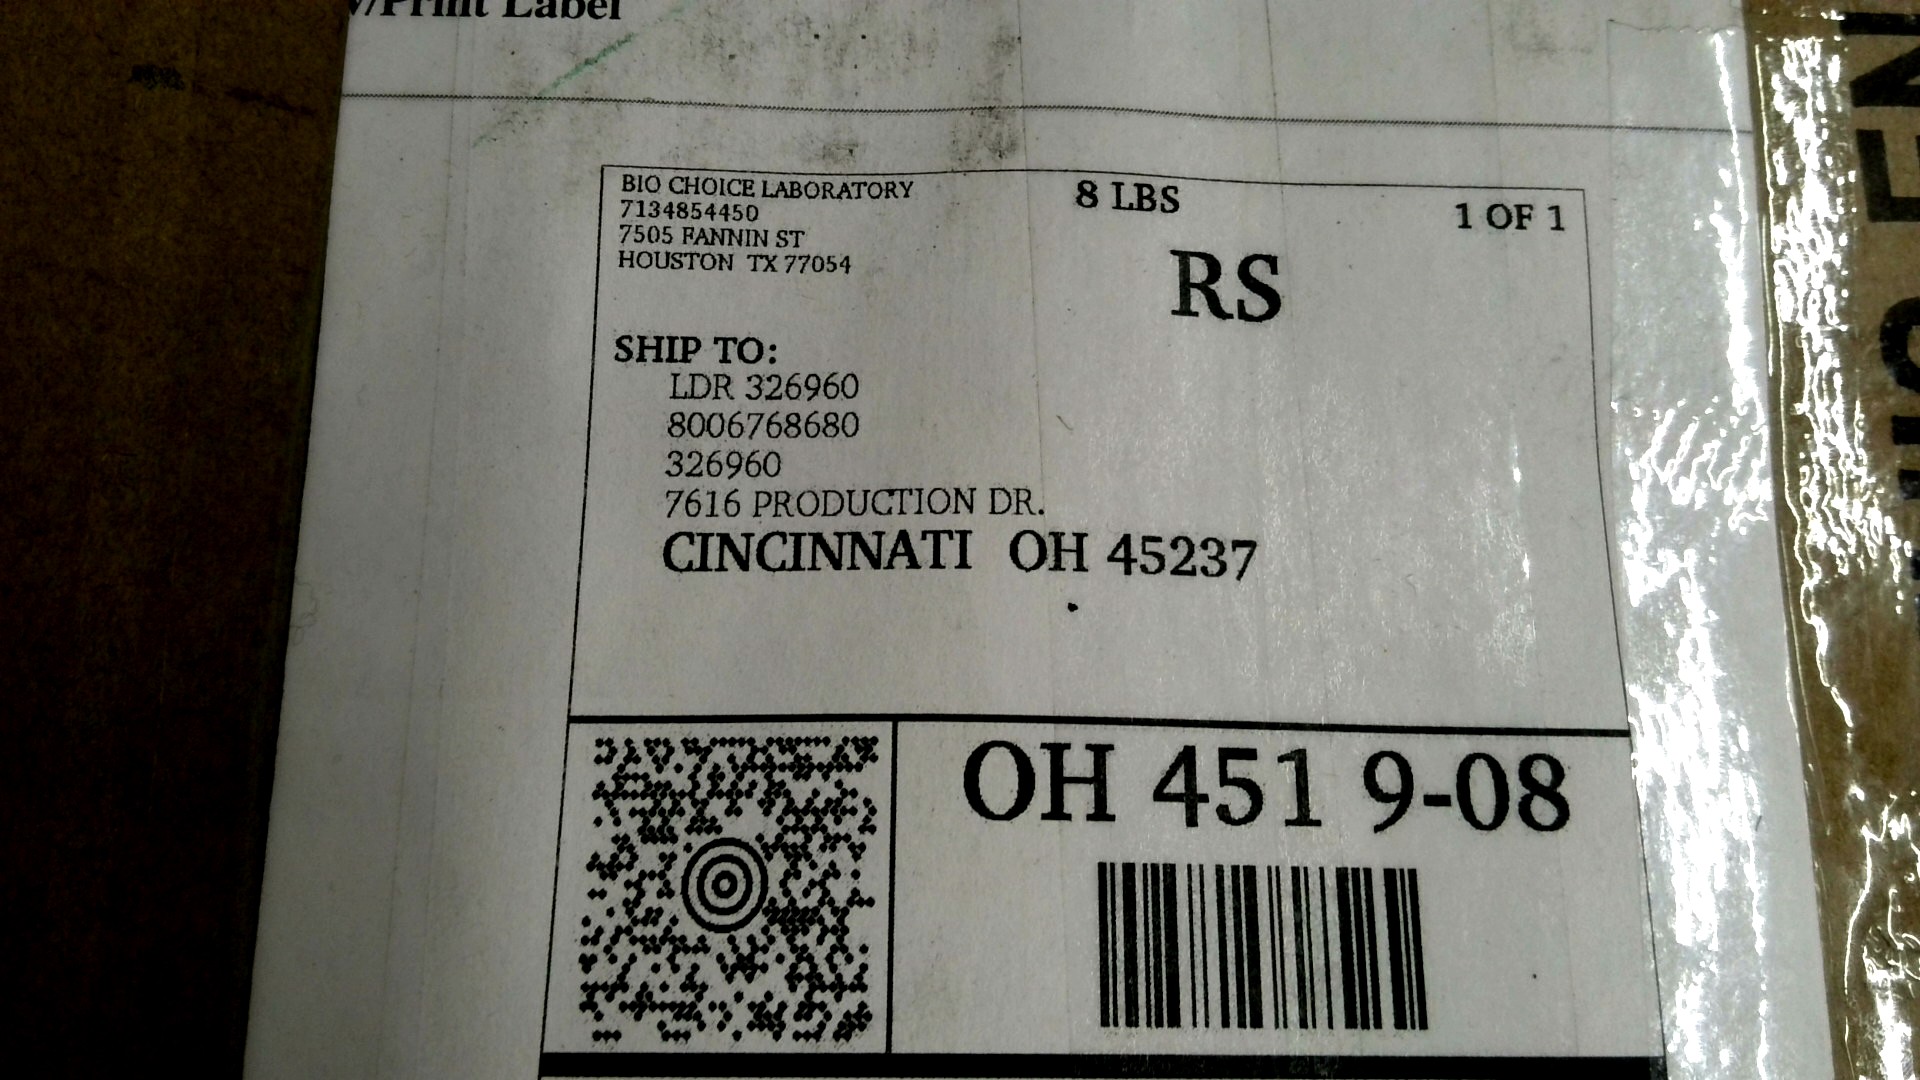 /Print Label
BIO CHOICE LABORATORY
7134854450
7505 FANNIN ST
HOUSTON TX 77054
8 LBS
1 OF 1
RS
SHIP TO:
LDR 326960
8006768680
326960
7616 PRODUCTION DR.
CINCINNATI OH 45237
OH 451 9-08